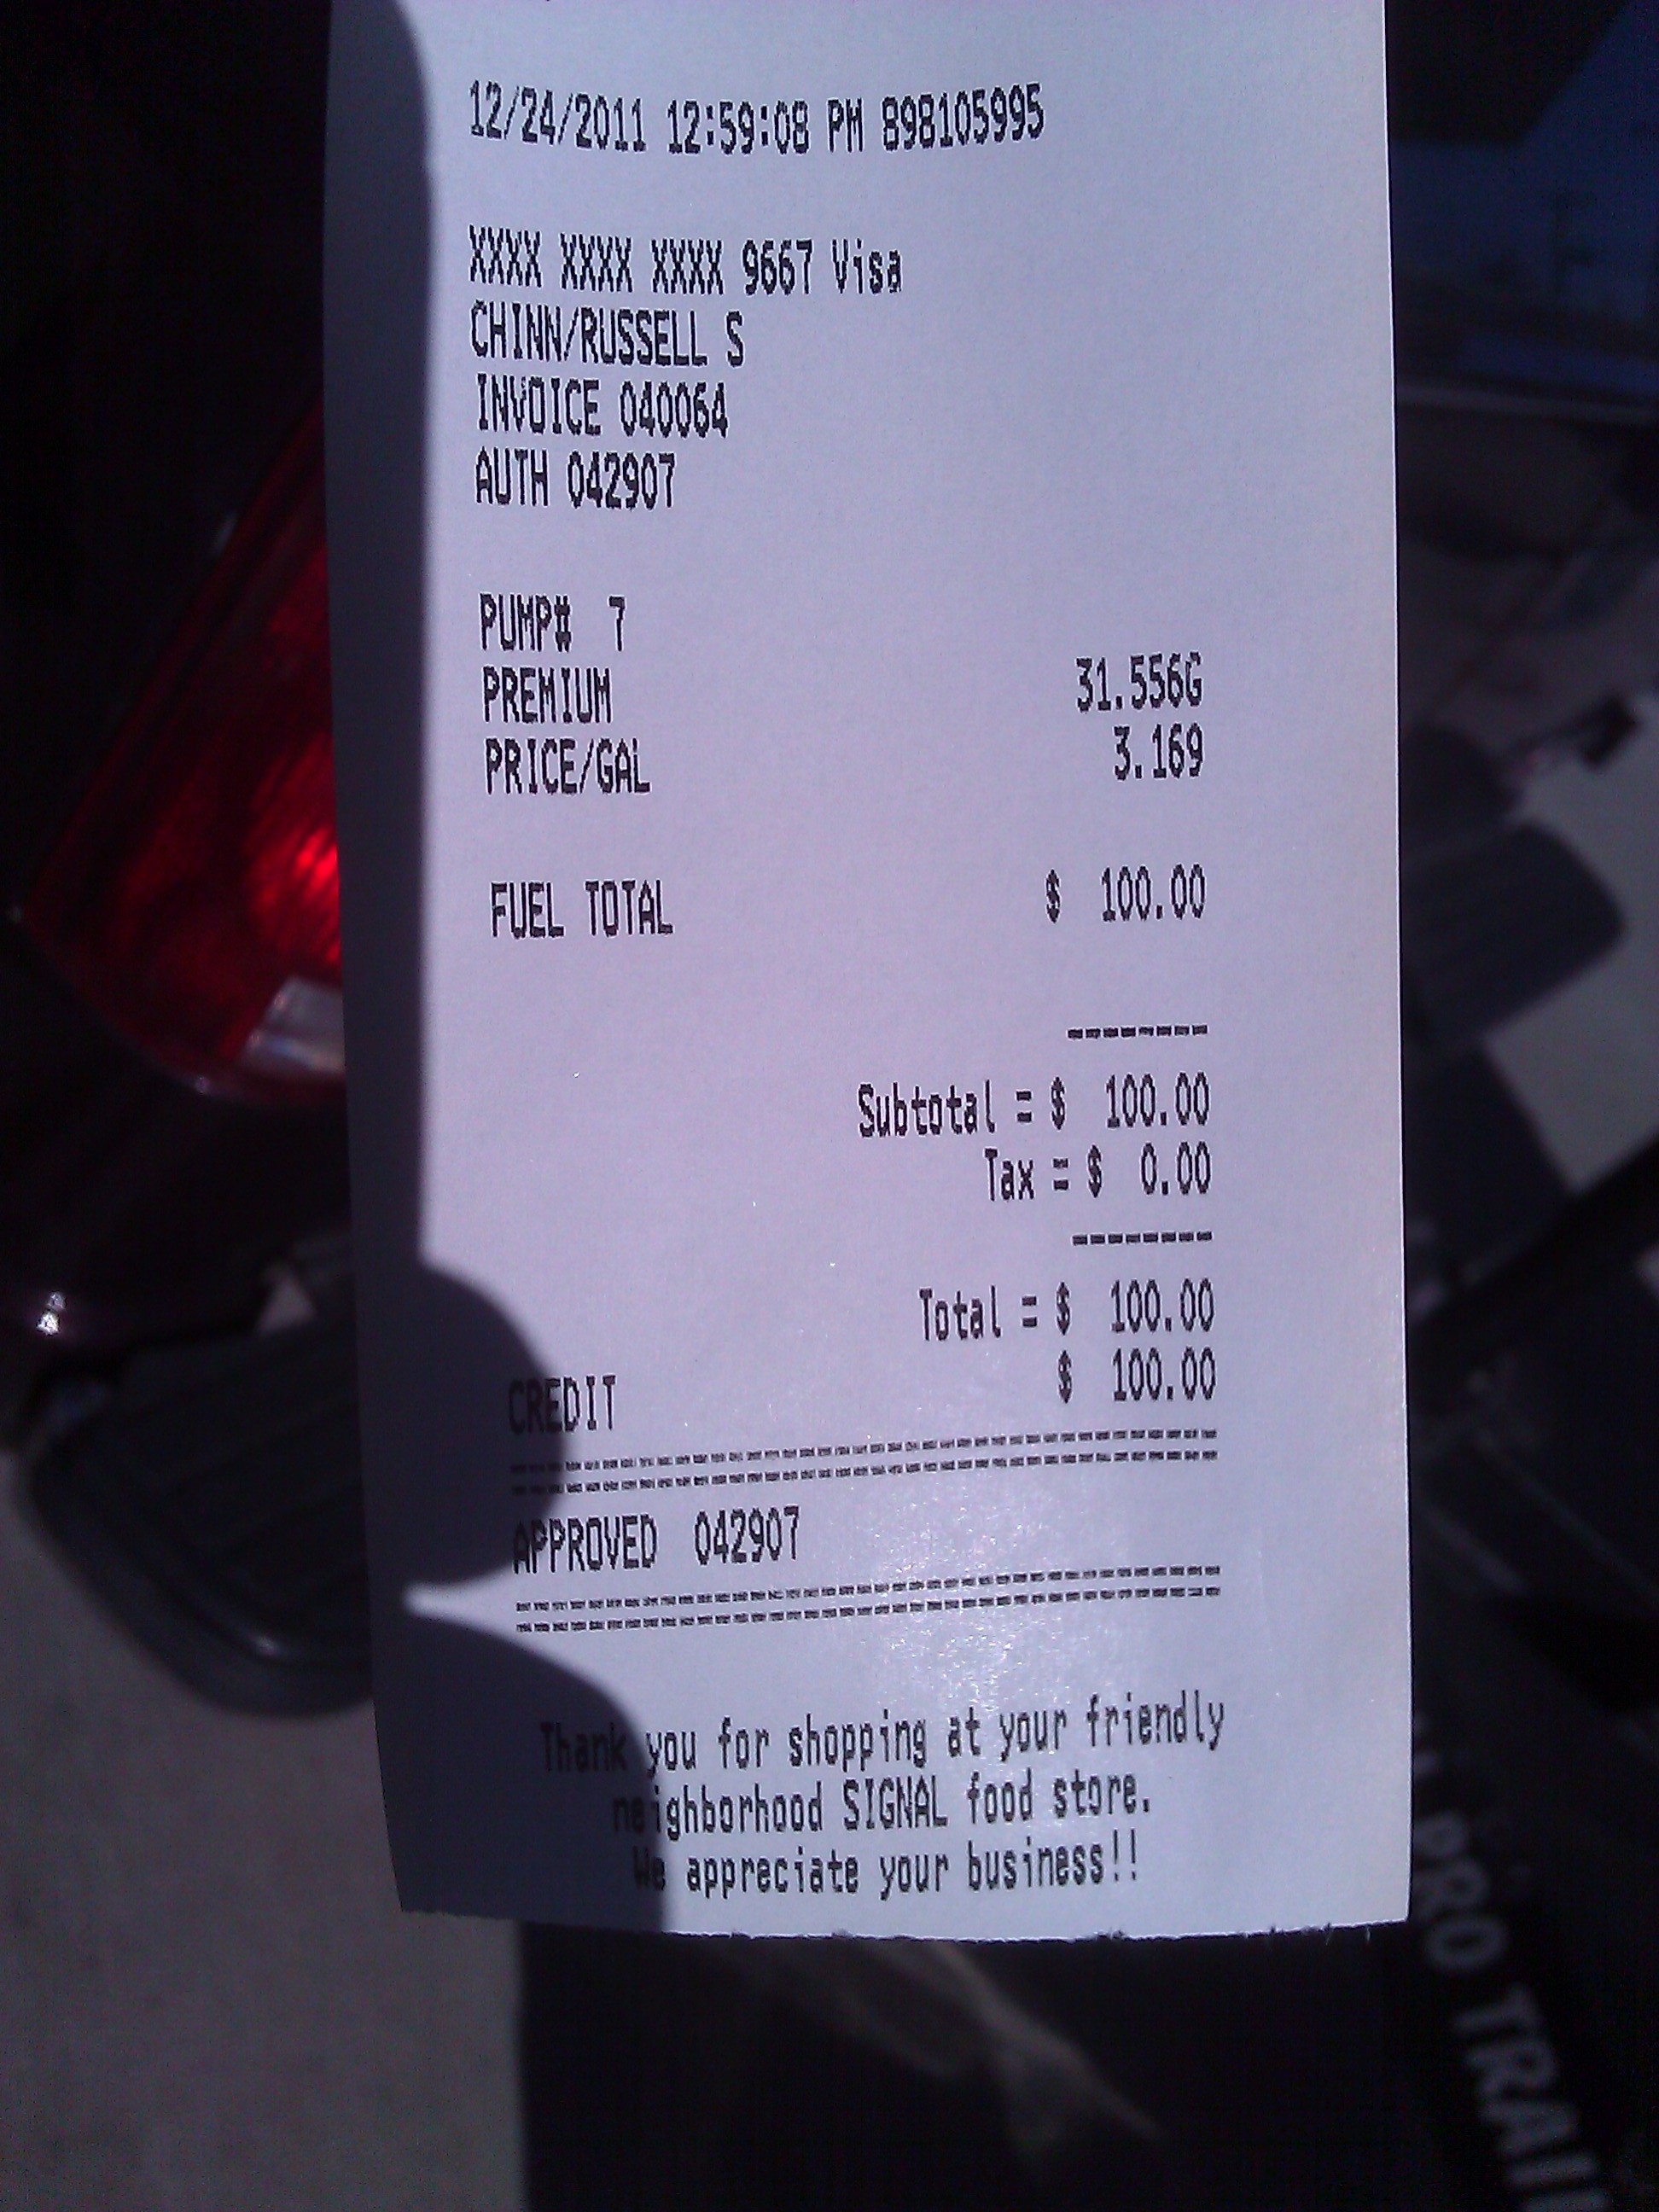 12/24/2011 12:59:08 PM 898105995
XXXX XXXX XXXX 9667 Visa
CHINN/RUSSELL S
INVOICE 040064
AUTH 042907
PUMP# 7
PREMIUM 31.556G
PRICE/GAL 3.169
FUEL TOTAL $ 100.00
--------
Subtotal = $ 100.00
Tax = $ 0.00
--------
Total = $ 100.00
CREDIT $ 100.00
APPROVED 042907
Thank you for shopping at your friendly
neighborhood SIGNAL food store.
We appreciate your business!!
PRO TRAI